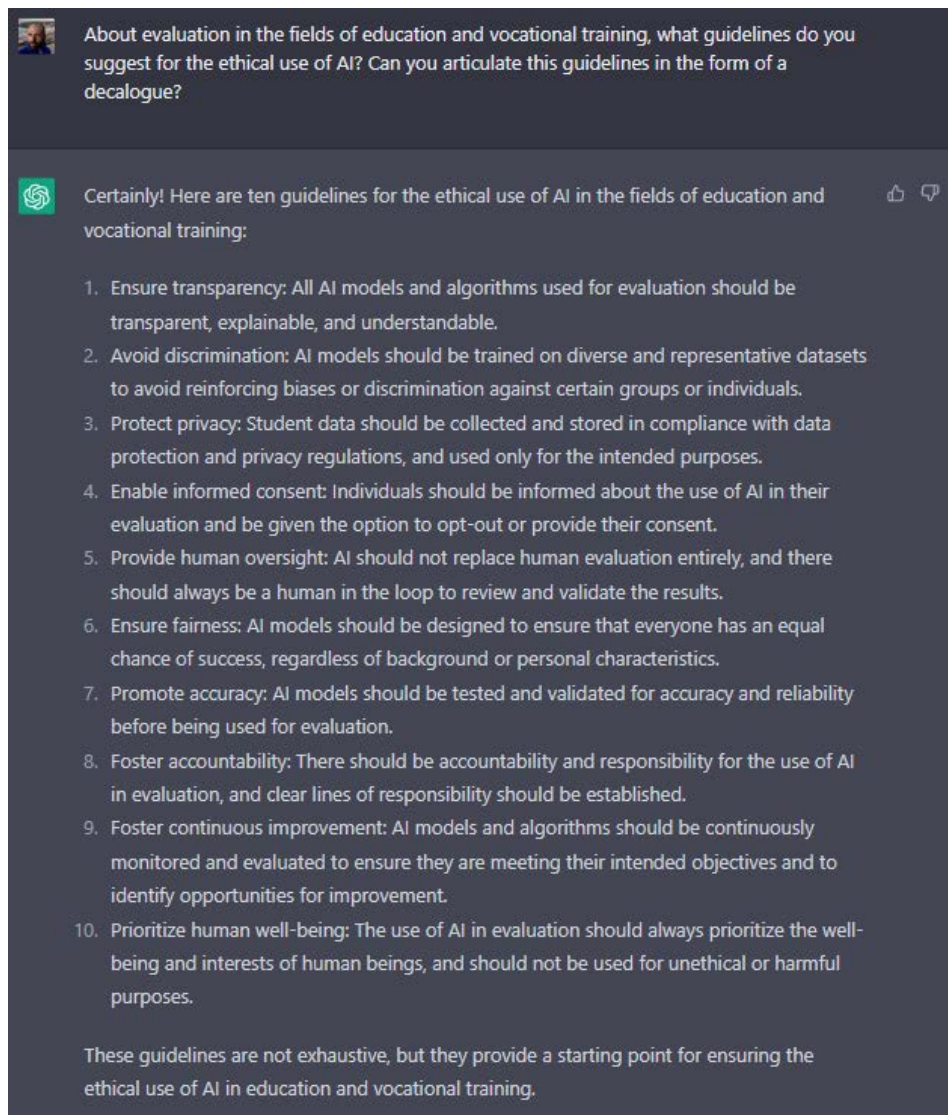 About evaluation in the fields of education and vocational training, what guidelines do you
suggest for the ethical use of AI? Can you articulate this guidelines in the form of a
decalogue?
Certainly! Here are ten guidelines for the ethical use of AI in the fields of education and
vocational training:
1. Ensure transparency: All AI models and algorithms used for evaluation should be
transparent, explainable, and understandable.
2. Avoid discrimination: AI models should be trained on diverse and representative datasets
to avoid reinforcing biases or discrimination against certain groups or individuals.
3. Protect privacy: Student data should be collected and stored in compliance with data
protection and privacy regulations, and used only for the intended purposes.
4. Enable informed consent: Individuals should be informed about the use of AI in their
evaluation and be given the option to opt-out or provide their consent.
5. Provide human oversight: AI should not replace human evaluation entirely, and there
should always be a human in the loop to review and validate the results.
6. Ensure fairness: AI models should be designed to ensure that everyone has an equal
chance of success, regardless of background or personal characteristics.
7. Promote accuracy: AI models should be tested and validated for accuracy and reliability
before being used for evaluation.
8. Foster accountability: There should be accountability and responsibility for the use of AI
in evaluation, and clear lines of responsibility should be established.
9. Foster continuous improvement: AI models and algorithms should be continuously
monitored and evaluated to ensure they are meeting their intended objectives and to
identify opportunities for improvement.
10. Prioritize human well-being: The use of AI in evaluation should always prioritize the well-
being and interests of human beings, and should not be used for unethical or harmful
purposes.
These guidelines are not exhaustive, but they provide a starting point for ensuring the
ethical use of AI in education and vocational training.